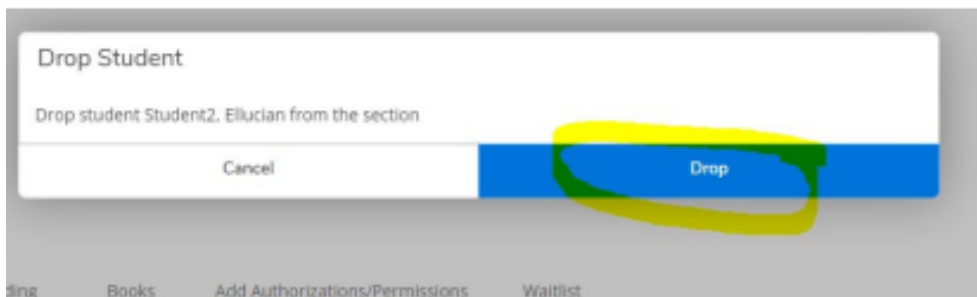 Drop Student
Drop student Student2, Ellucian from the section
Cancel Drop
Books Add Authorizations/Permissions Waitlist